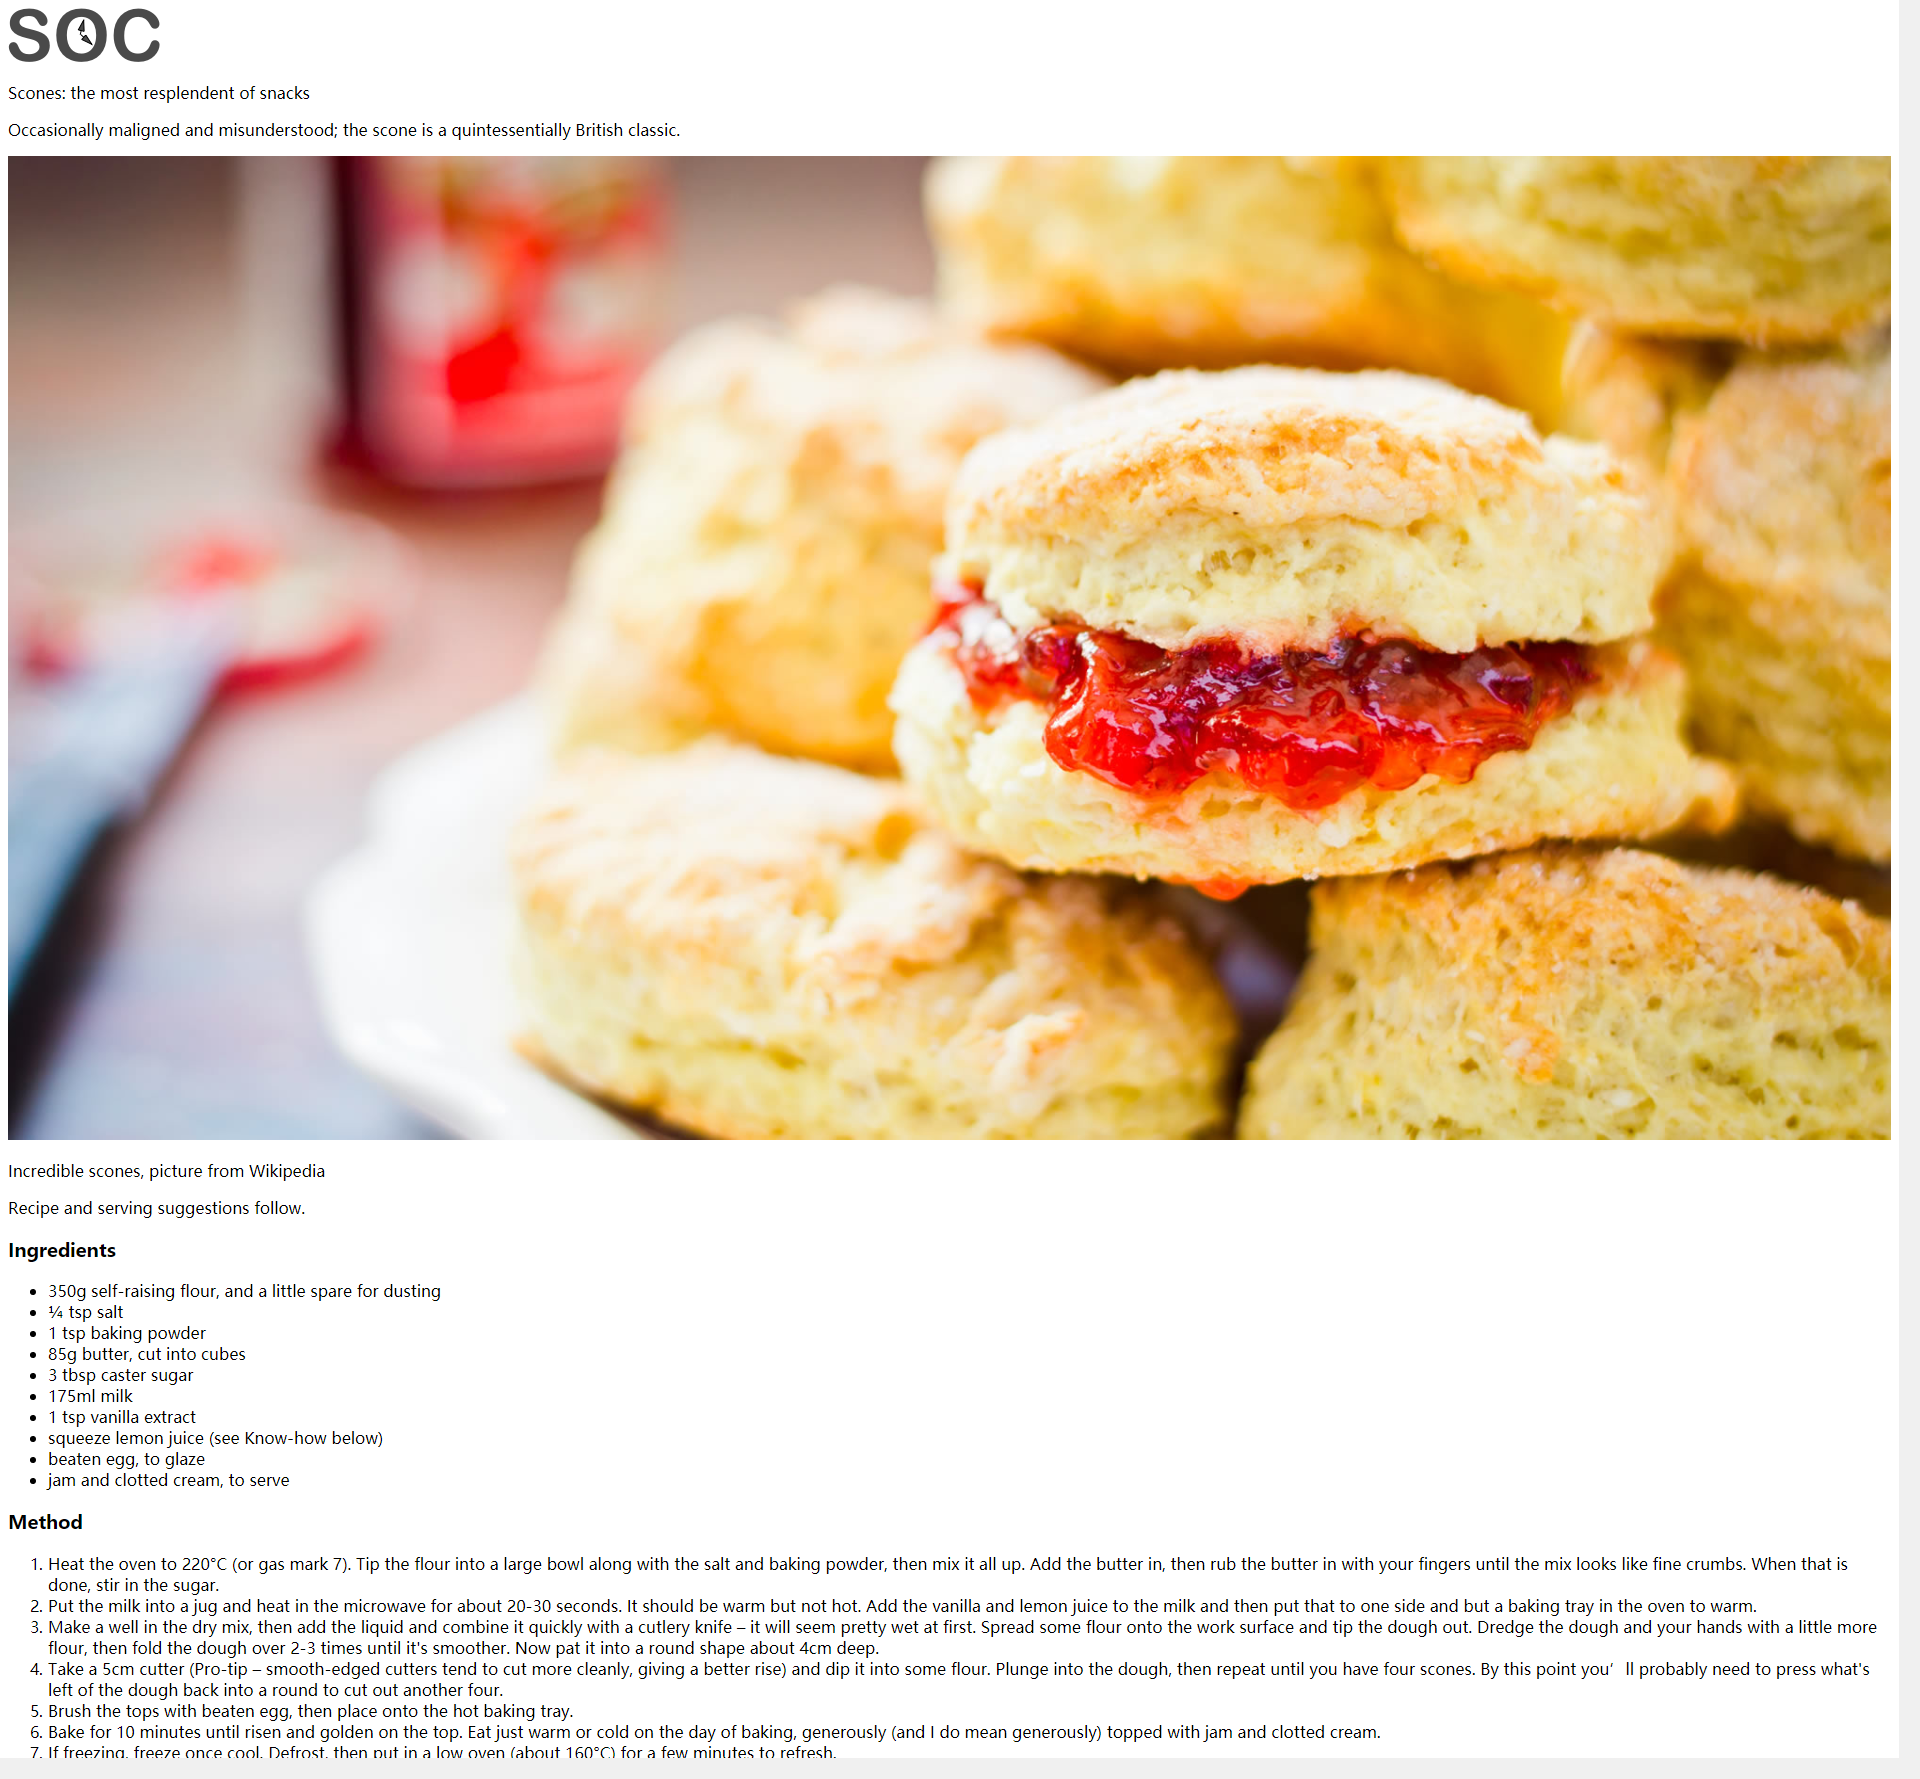 SOC
Scones: the most resplendent of snacks
Occasionally maligned and misunderstood; the scone is a quintessentially British classic.
Incredible scones, picture from Wikipedia
Recipe and serving suggestions follow.
Ingredients
• 350g self-raising flour, and a little spare for dusting
• ¼ tsp salt
• 1 tsp baking powder
• 85g butter, cut into cubes
• 3 tbsp caster sugar
• 175ml milk
• 1 tsp vanilla extract
• squeeze lemon juice (see Know-how below)
• beaten egg, to glaze
• jam and clotted cream, to serve
Method
1. Heat the oven to 220°C (or gas mark 7). Tip the flour into a large bowl along with the salt and baking powder, then mix it all up. Add the butter in, then rub the butter in with your fingers until the mix looks like fine crumbs. When that is
done, stir in the sugar.
2. Put the milk into a jug and heat in the microwave for about 20-30 seconds. It should be warm but not hot. Add the vanilla and lemon juice to the milk and then put that to one side and but a baking tray in the oven to warm.
3. Make a well in the dry mix, then add the liquid and combine it quickly with a cutlery knife – it will seem pretty wet at first. Spread some flour onto the work surface and tip the dough out. Dredge the dough and your hands with a little more
flour, then fold the dough over 2-3 times until it's smoother. Now pat it into a round shape about 4cm deep.
4. Take a 5cm cutter (Pro-tip – smooth-edged cutters tend to cut more cleanly, giving a better rise) and dip it into some flour. Plunge into the dough, then repeat until you have four scones. By this point you’ll probably need to press what's
left of the dough back into a round to cut out another four.
5. Brush the tops with beaten egg, then place onto the hot baking tray.
6. Bake for 10 minutes until risen and golden on the top. Eat just warm or cold on the day of baking, generously (and I do mean generously) topped with jam and clotted cream.
7. If freezing, freeze once cool. Defrost, then put in a low oven (about 160°C) for a few minutes to refresh.